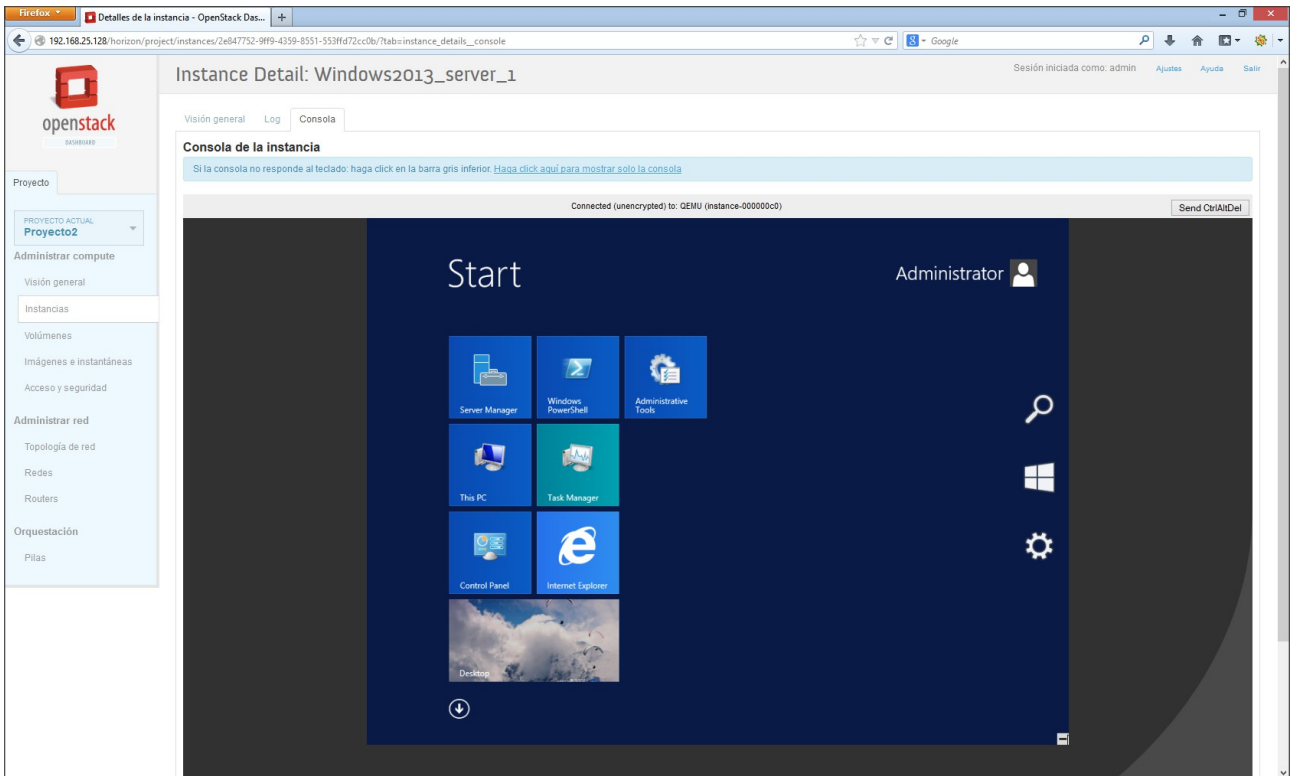 Firefox
Detalles de la instancia - OpenStack Das...
192.168.25.128/horizon/project/instances/2e847752-9ff9-4359-8551-553ffd72cc0b/?tab=instance_details__console
Google
openstack
DASHBOARD
Instance Detail: Windows2013_server_1
Sesión iniciada como: admin Ajustes Ayuda Salir
Visión general Log Consola
Consola de la instancia
Si la consola no responde al teclado: haga click en la barra gris inferior. Haga click aquí para mostrar solo la consola
Proyecto
PROYECTO ACTUAL
Proyecto2
Administrar compute
Visión general
Instancias
Volúmenes
Imágenes e instantáneas
Acceso y seguridad
Administrar red
Topología de red
Redes
Routers
Orquestación
Pilas
Connected (unencrypted) to: QEMU (instance-000000c0)
Send CtrlAltDel
Start
Administrator
Server Manager
Windows
PowerShell
Administrative
Tools
This PC
Task Manager
Control Panel
Internet Explorer
Desktop